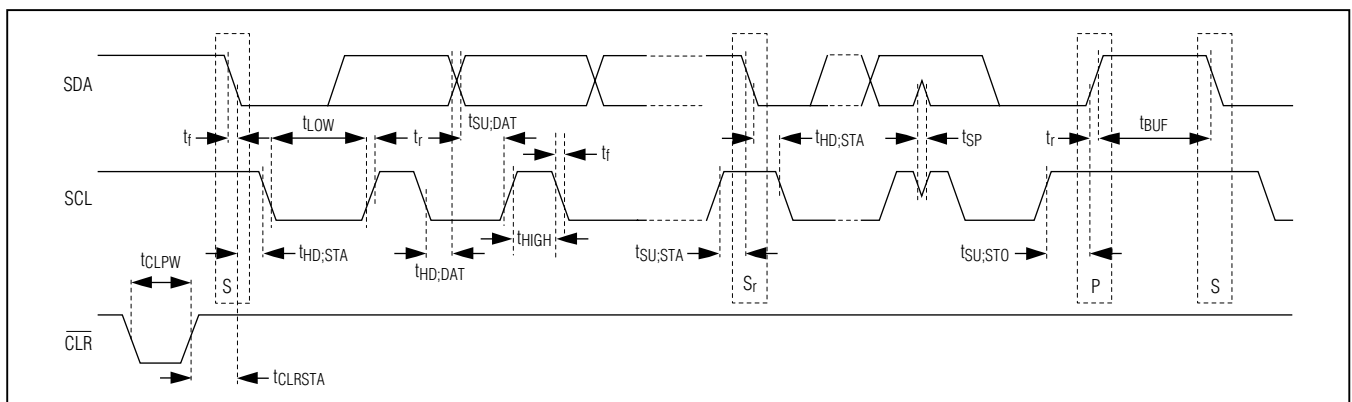 SDA
tf
tLOW
tr
tSU;DAT
tf
tHD;STA
tSP
tr
tBUF
SCL
tHD;STA
tHD;DAT
tHIGH
tSU;STA
tSU;STO
tCLPW
S
Sr
P
S
CLR
tCLRSTA